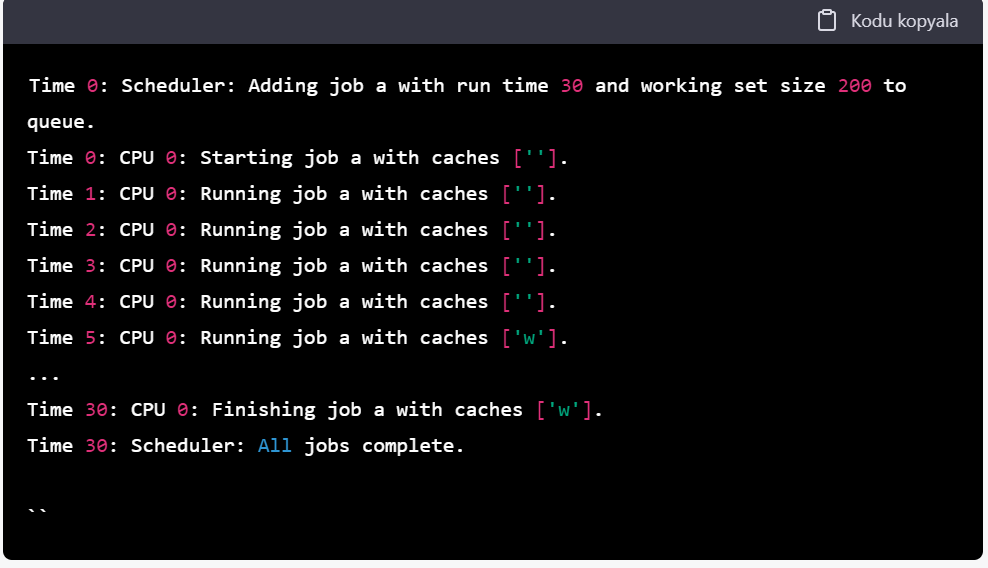 Kodu kopyala
Time 0: Scheduler: Adding job a with run time 30 and working set size 200 to
queue.
Time 0: CPU 0: Starting job a with caches [''].
Time 1: CPU 0: Running job a with caches [''].
Time 2: CPU 0: Running job a with caches [''].
Time 3: CPU 0: Running job a with caches [''].
Time 4: CPU 0: Running job a with caches [''].
Time 5: CPU 0: Running job a with caches ['w'].
...
Time 30: CPU 0: Finishing job a with caches ['w'].
Time 30: Scheduler: All jobs complete.
``